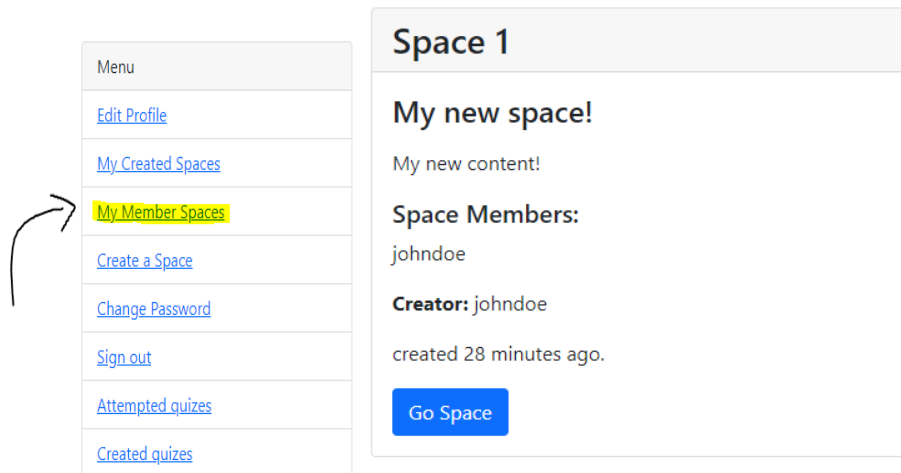 Menu
Edit Profile
My Created Spaces
My Member Spaces
Create a Space
Change Password
Sign out
Attempted quizes
Created quizes
Space 1
My new space!
My new content!
Space Members:
johndoe
Creator: johndoe
created 28 minutes ago.
Go Space